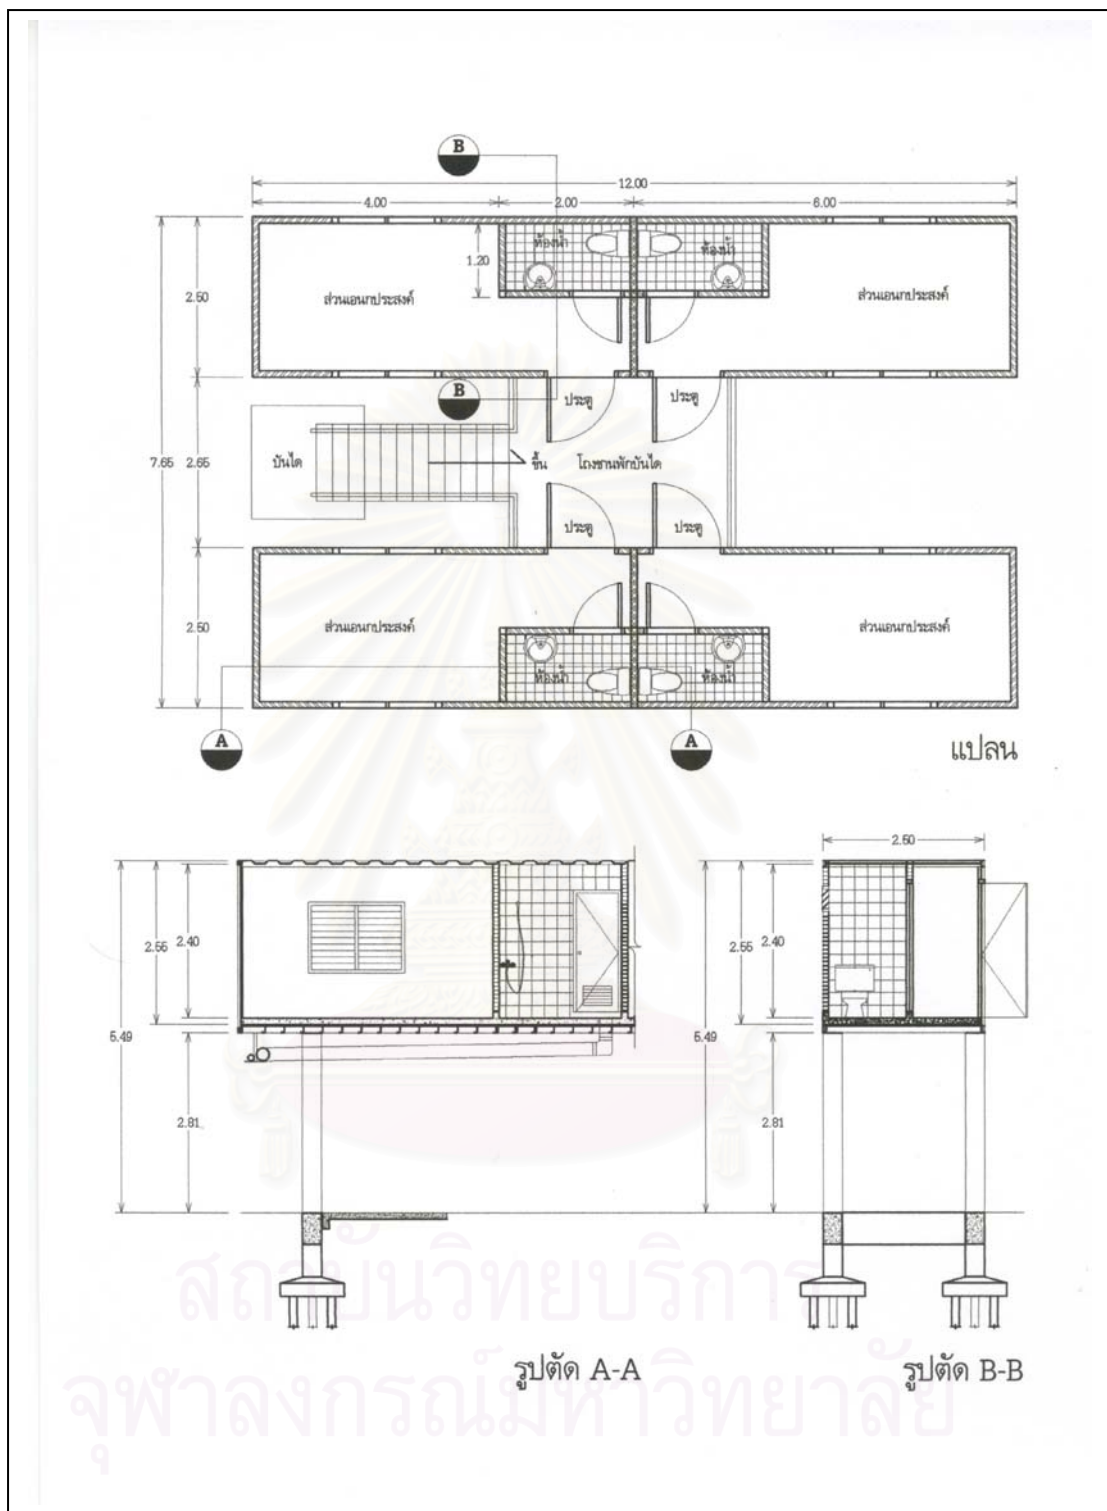 B
12.00
4.00 2.00 6.00
ห้องน้ำ ห้องน้ำ
1.20
2.50 ส่วนเอนกประสงค์ ส่วนเอนกประสงค์
B
ประตู ประตู
7.65 2.65 บันได ขึ้น โถงชานพักบันได
ประตู ประตู
2.50 ส่วนเอนกประสงค์ ส่วนเอนกประสงค์
ห้องน้ำ ห้องน้ำ
A A
แปลน
2.50
2.56 2.40 2.55 2.40
5.49 5.49
2.81 2.81
สถาบันวิทยบริการ
รูปตัด A-A รูปตัด B-B
จุฬาลงกรณ์มหาวิทยาลัย